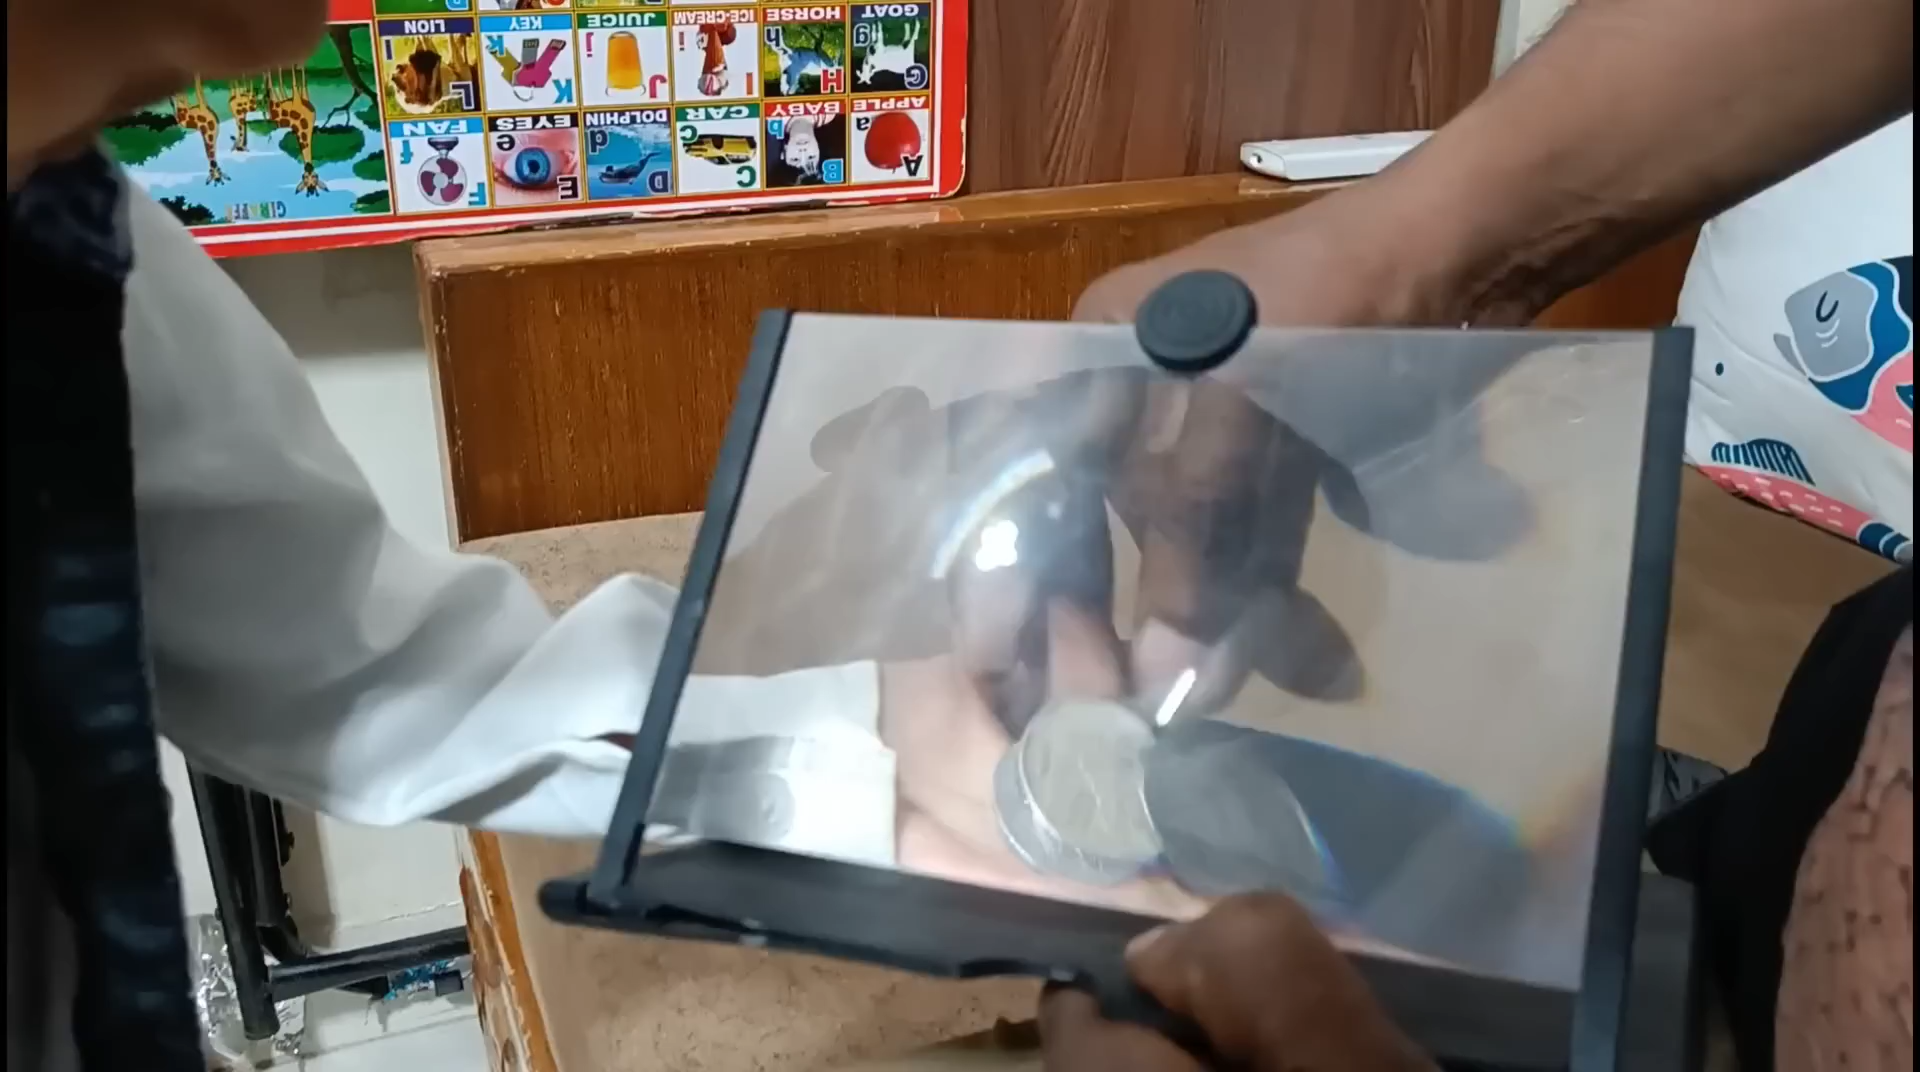 A a B b C c D d E e F f
APPLE BABY CAR DOLPHIN EYES FAN
G g H h I i J j K k L l
GOAT HORSE ICE-CREAM JUICE KEY LION